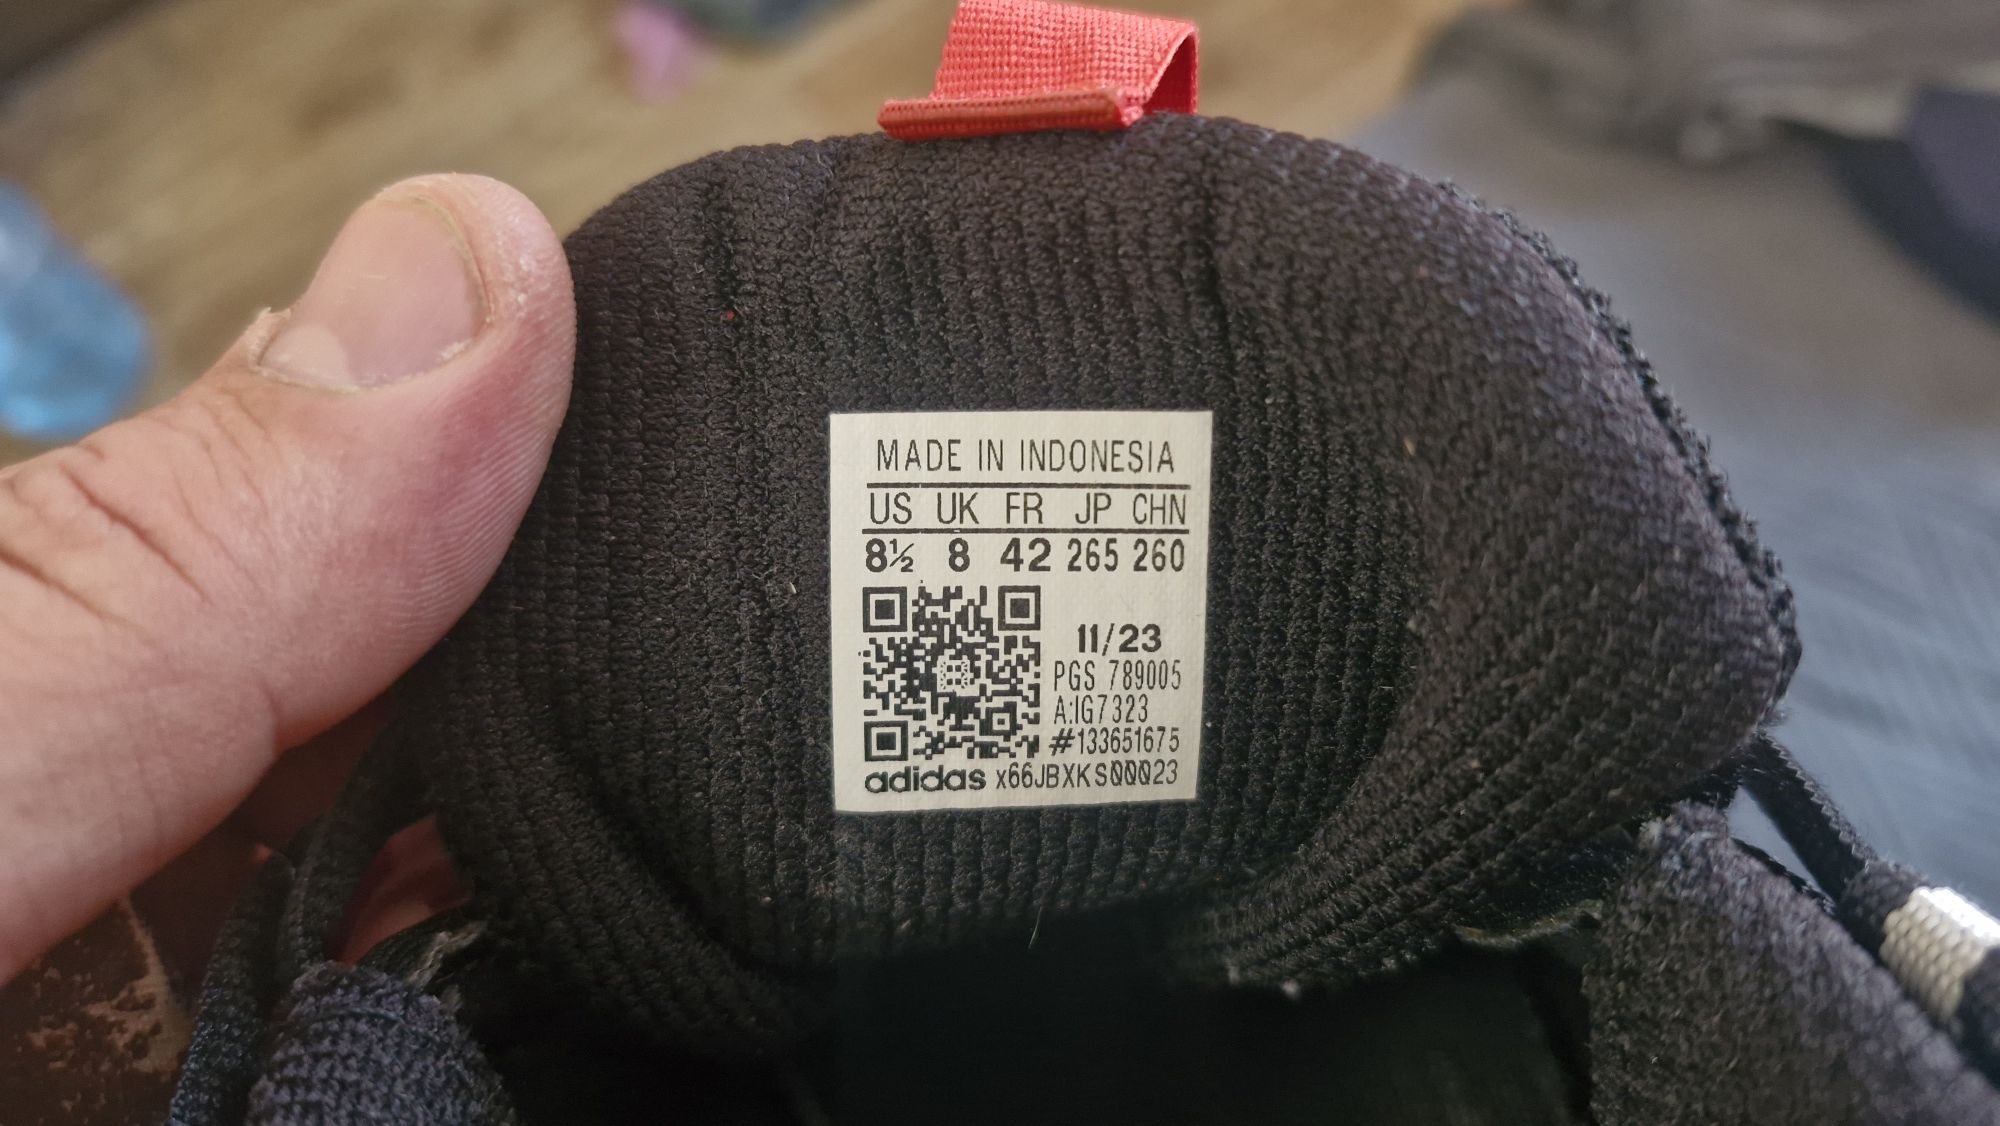 MADE IN INDONESIA
US UK FR JP CHN
8½ 8 42 265 260
11/23
PGS 789005
A:IG7323
#133651675
adidas x66JBXKS00023